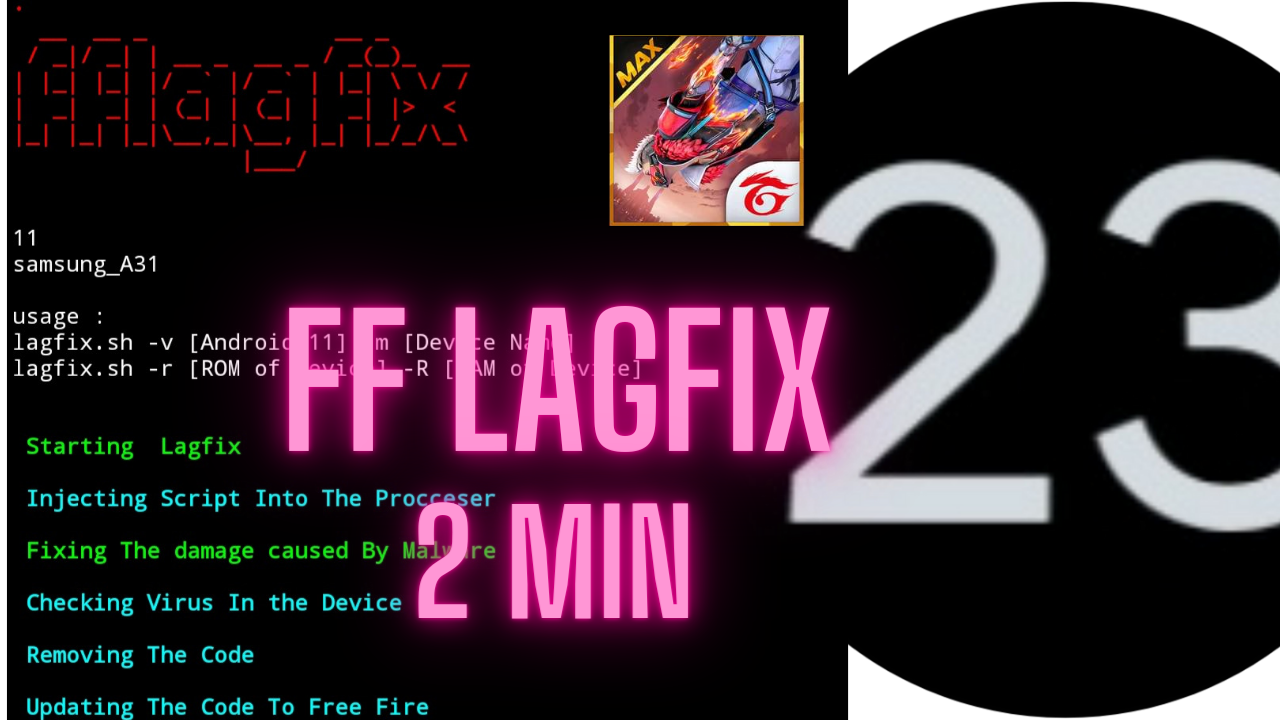 fflagfix
MAX
11
samsung_A31
usage :
lagfix.sh -v [Android 11] -m [Device Name]
lagfix.sh -r [ROM of Device] -R [RAM of Device]
FF LAGFIX
2 MIN
Starting Lagfix
Injecting Script Into The Procceser
Fixing The damage caused By Malware
Checking Virus In the Device
Removing The Code
Updating The Code To Free Fire
23